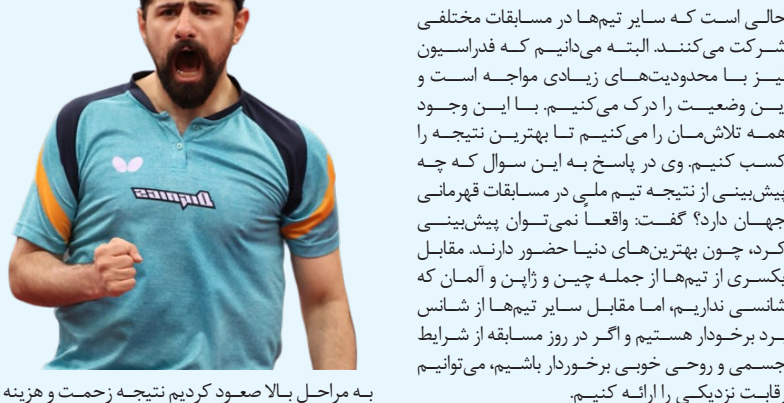 حالی است که سایر تیم‌ها در مسابقات مختلفی
شرکت می‌کنند. البته می‌دانیم که فدراسیون
با محدودیت‌های زیادی مواجه است و
وضعیت را درک می‌کنیم. با این وجود
همه تلاش‌مان را می‌کنیم تا بهترین نتیجه را
کسب کنیم. وی در پاسخ به این سوال که چه
پیش‌بینی از نتیجه تیم ملی در مسابقات قهرمانی
جهان دارد؟ گفت: واقعاً نمی‌توان پیش‌بینی
کرد، چون بهترین‌های دنیا حضور دارند. مقابل
یکسری از تیم‌ها از جمله چین و ژاپن و آلمان که
شانسی نداریم، اما مقابل سایر تیم‌ها از شانس
برخودار هستیم و اگر در روز مسابقه از شرایط
جسمی و روحی خوبی برخوردار باشیم، می‌توانیم
رقابت نزدیکی را ارائه کنیم.
به مراحل بالا صعود کردیم نتیجه زحمت و هزینه